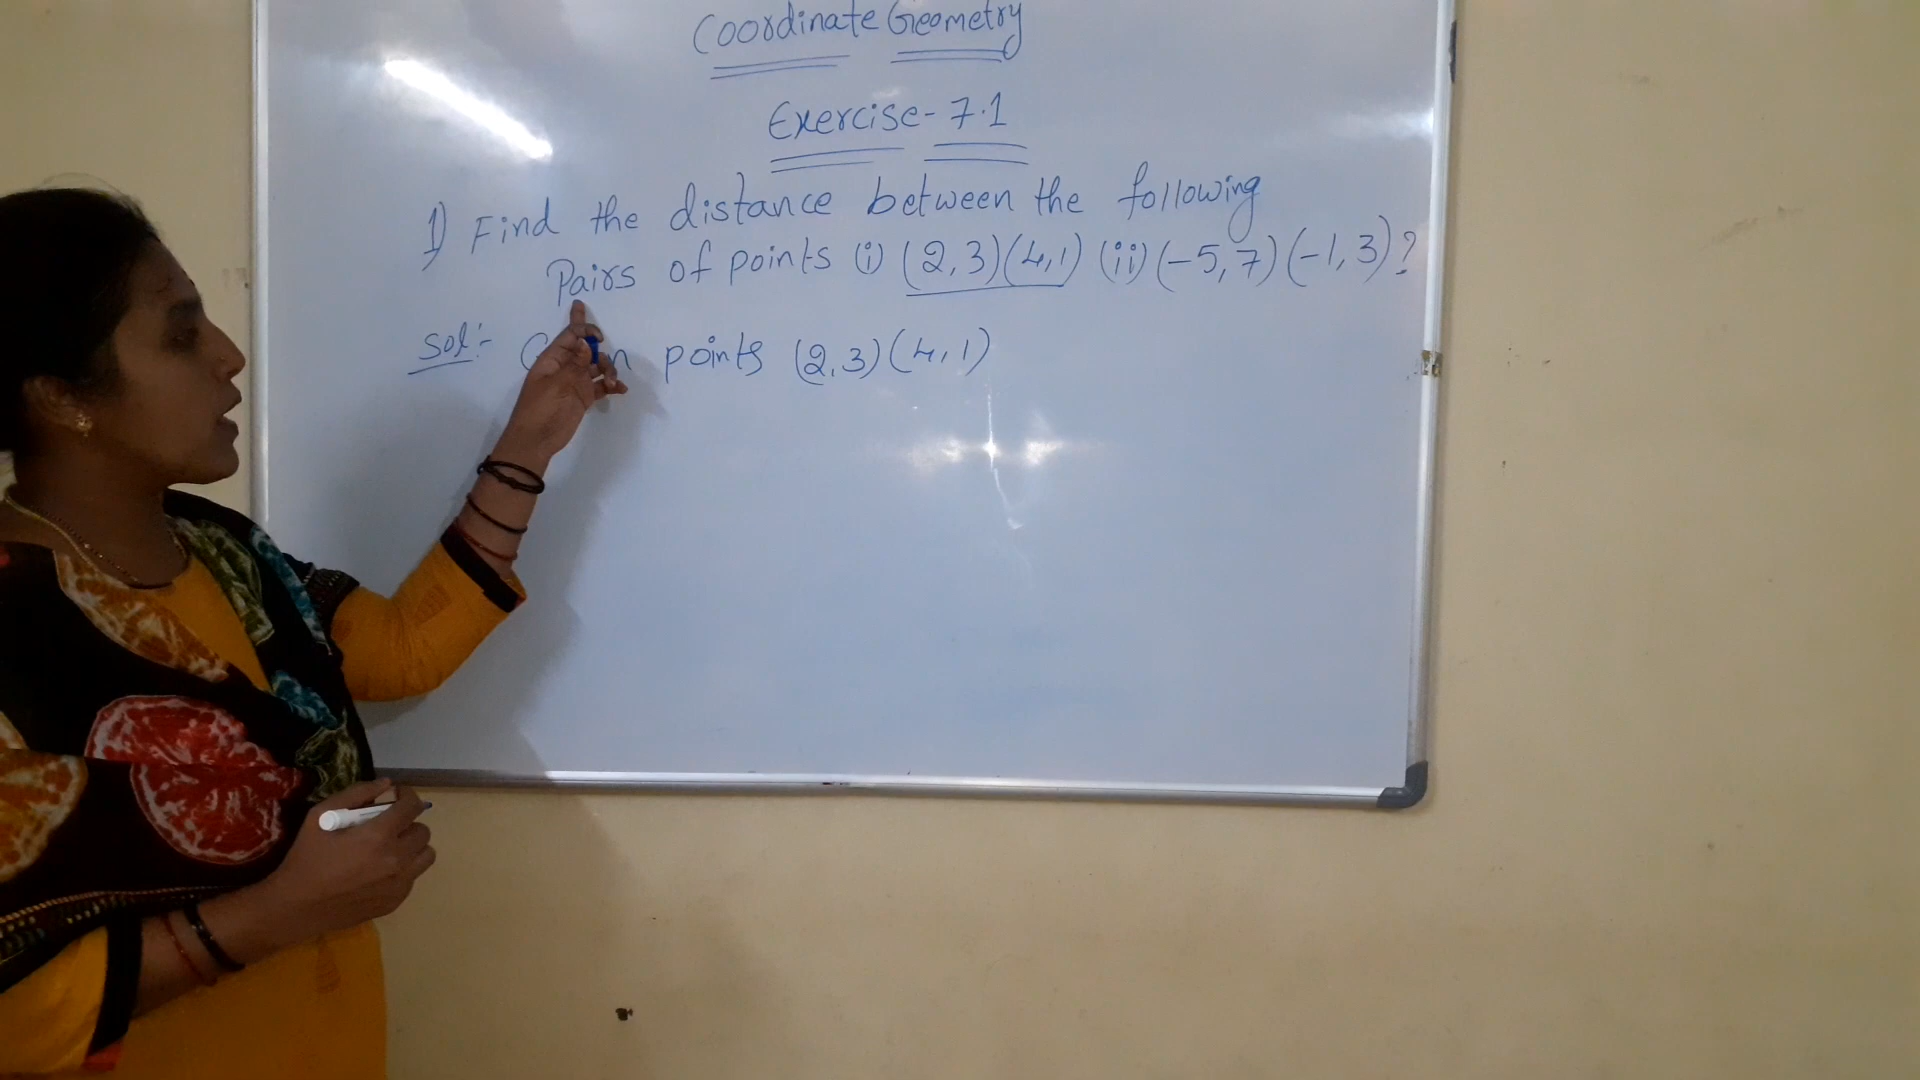 Coordinate Geometry
Exercise-7.1
1) Find the distance between the following
Pairs of points (i) (2,3)(4,1) (ii)(-5,7)(-1,3)?
Sol:- points (2,3)(4,1)